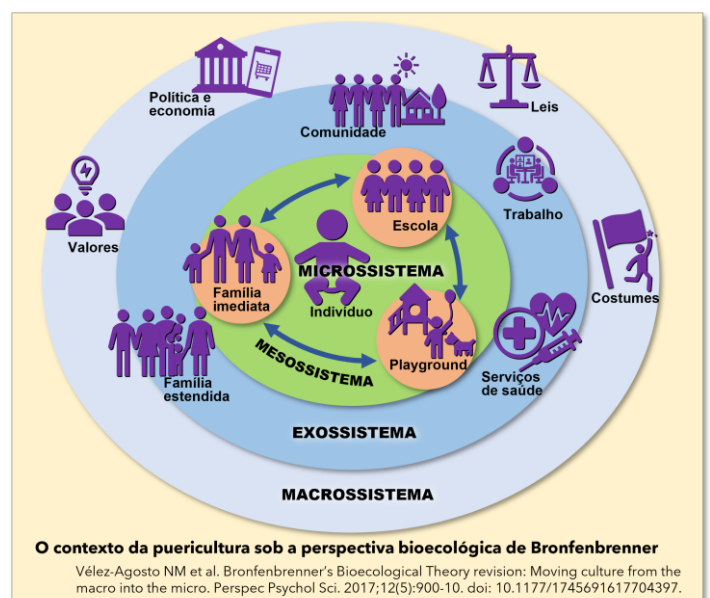 Política e
economia
Comunidade
Leis
Escola
Trabalho
Valores
MICROSSISTEMA
Família
imediata
Indivíduo
Costumes
MESOSSISTEMA
Playground
Família
estendida
Serviços
de saúde
EXOSSISTEMA
MACROSSISTEMA
O contexto da puericultura sob a perspectiva bioecológica de Bronfenbrenner
Vélez-Agosto NM et al. Bronfenbrenner's Bioecological Theory revision: Moving culture from the
macro into the micro. Perspec Psychol Sci. 2017;12(5):900-10. doi: 10.1177/1745691617704397.